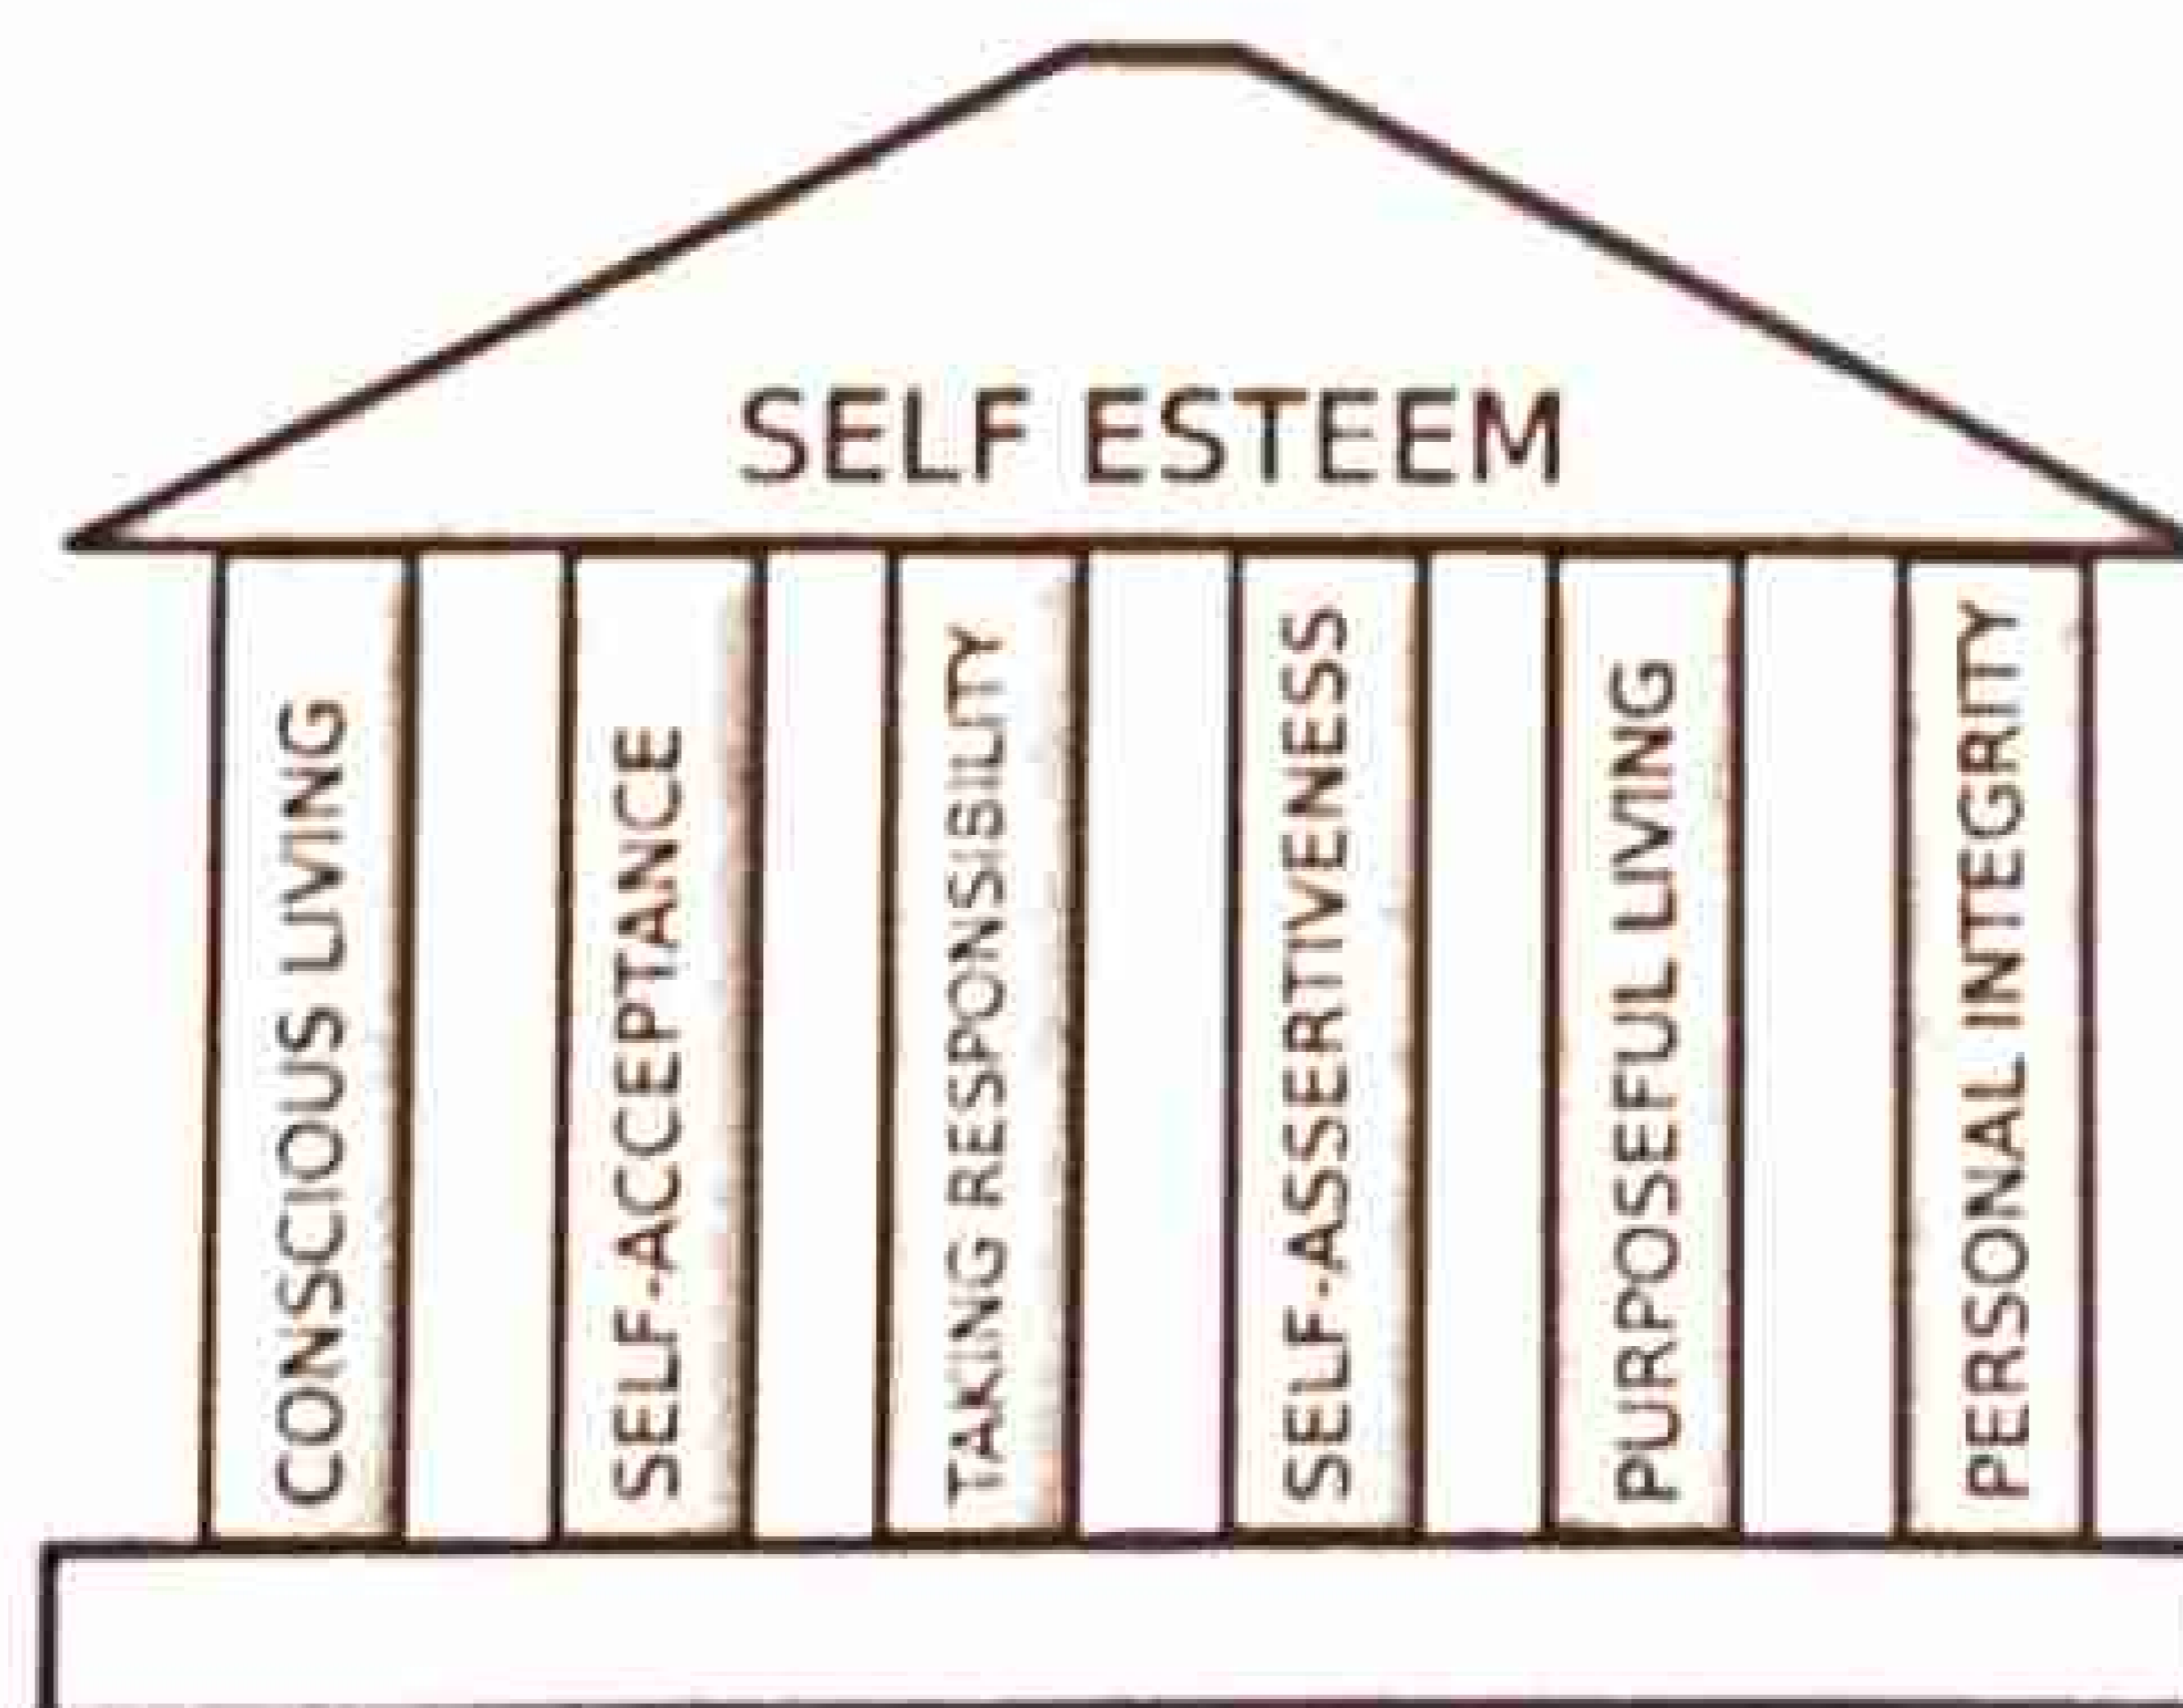 SELF ESTEEM
CONSCIOUS LIVING
SELF-ACCEPTANCE
TAKING RESPONSIBILITY
SELF-ASSERTIVENESS
PURPOSEFUL LIVING
PERSONAL INTEGRITY